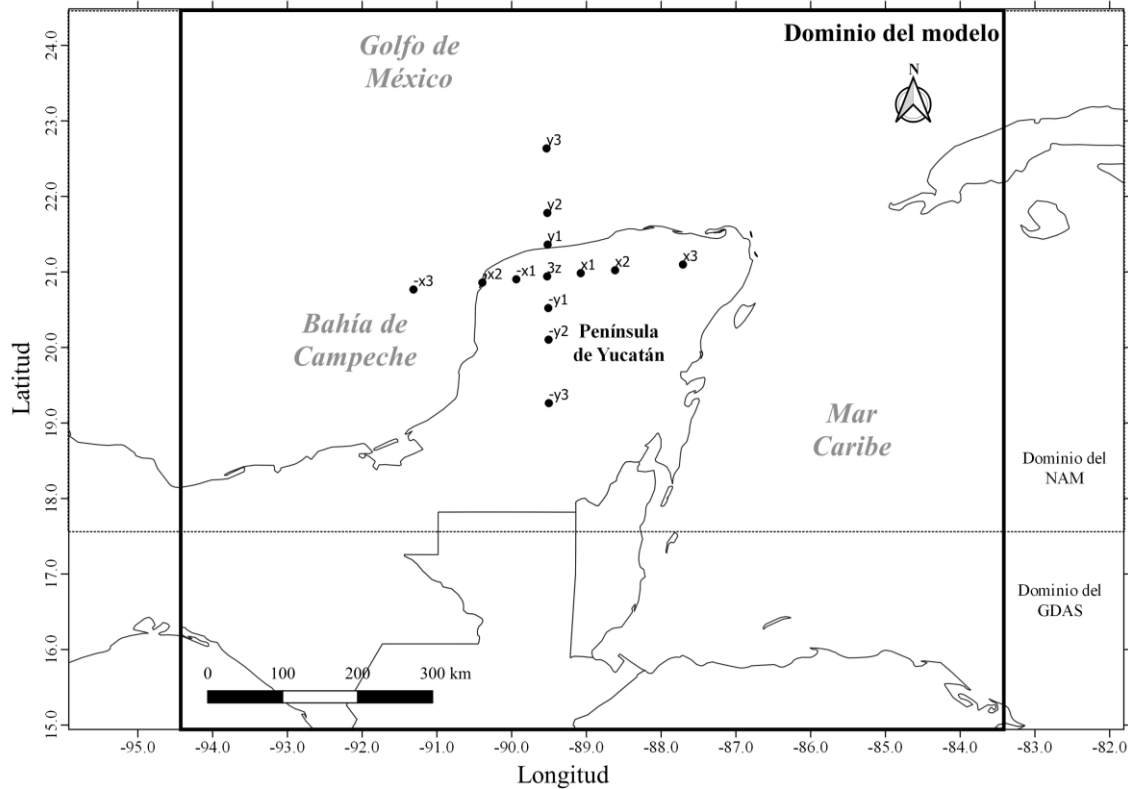 Dominio del modelo
Golfo de
México
N
24.0
23.0
22.0
21.0
20.0
19.0
18.0
17.0
16.0
15.0
Latitud
y3
y2
y1
-x3
-x2
-x1
3z
x1
x2
x3
-y1
-y2
-y3
Bahía de
Campeche
Península
de Yucatán
Mar
Caribe
Dominio del
NAM
Dominio del
GDAS
0 100 200 300 km
-95.0 -94.0 -93.0 -92.0 -91.0 -90.0 -89.0 -88.0 -87.0 -86.0 -85.0 -84.0 -83.0 -82.0
Longitud